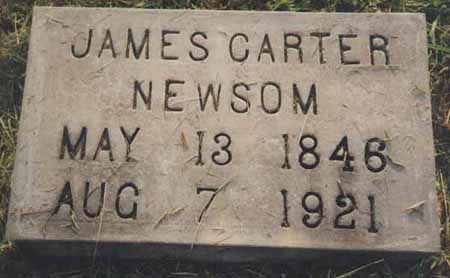 JAMES CARTER
NEWSOM
MAY 13 1846
AUG 7 1921